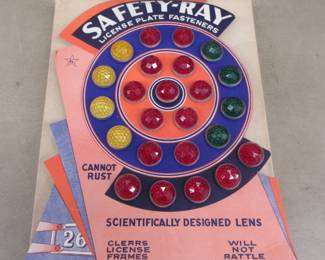 SAFETY-RAY
LICENSE PLATE FASTENERS
CANNOT
RUST
SCIENTIFICALLY DESIGNED LENS
CLEARS
LICENSE
FRAMES
WILL
NOT
RATTLE
26